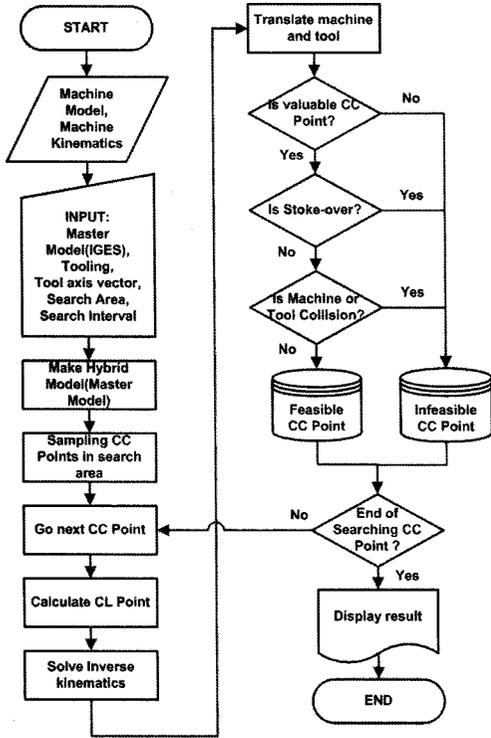 START
Machine
Model,
Machine
Kinematics
INPUT:
Master
Model(IGES),
Tooling,
Tool axis vector,
Search Area,
Search Interval
Make Hybrid
Model(Master
Model)
Sampling CC
Points in search
area
Go next CC Point
Calculate CL Point
Solve Inverse
kinematics
Translate machine
and tool
Is valuable CC
Point?
No
Yes
Is Stoke-over?
Yes
No
Is Machine or
Tool Collision?
Yes
No
Feasible
CC Point
Infeasible
CC Point
End of
Searching CC
Point ?
No
Yes
Display result
END